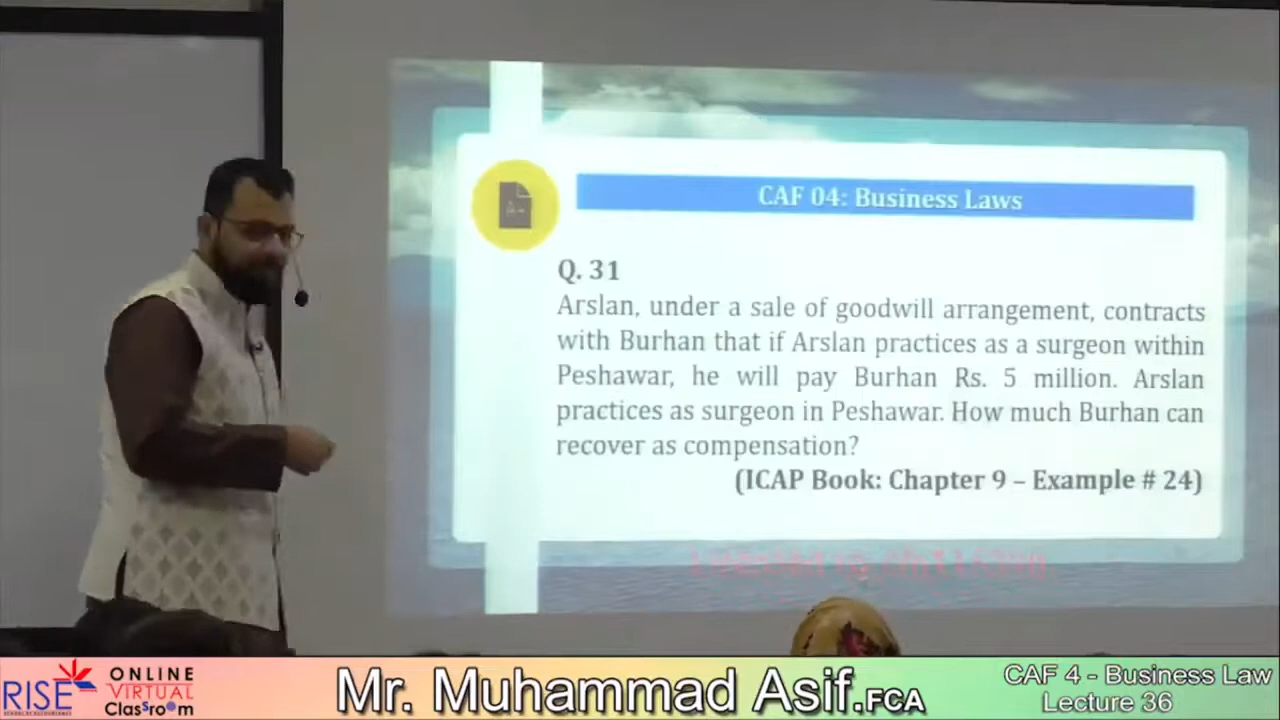 CAF 04: Business Laws
Q. 31
Arslan, under a sale of goodwill arrangement, contracts
with Burhan that if Arslan practices as a surgeon within
Peshawar, he will pay Burhan Rs. 5 million. Arslan
practices as surgeon in Peshawar. How much Burhan can
recover as compensation?
(ICAP Book: Chapter 9 – Example # 24)
RISE
ONLINE
VIRTUAL
ClasSroom
Mr. Muhammad Asif.FCA
CAF 4 - Business Law
Lecture 36